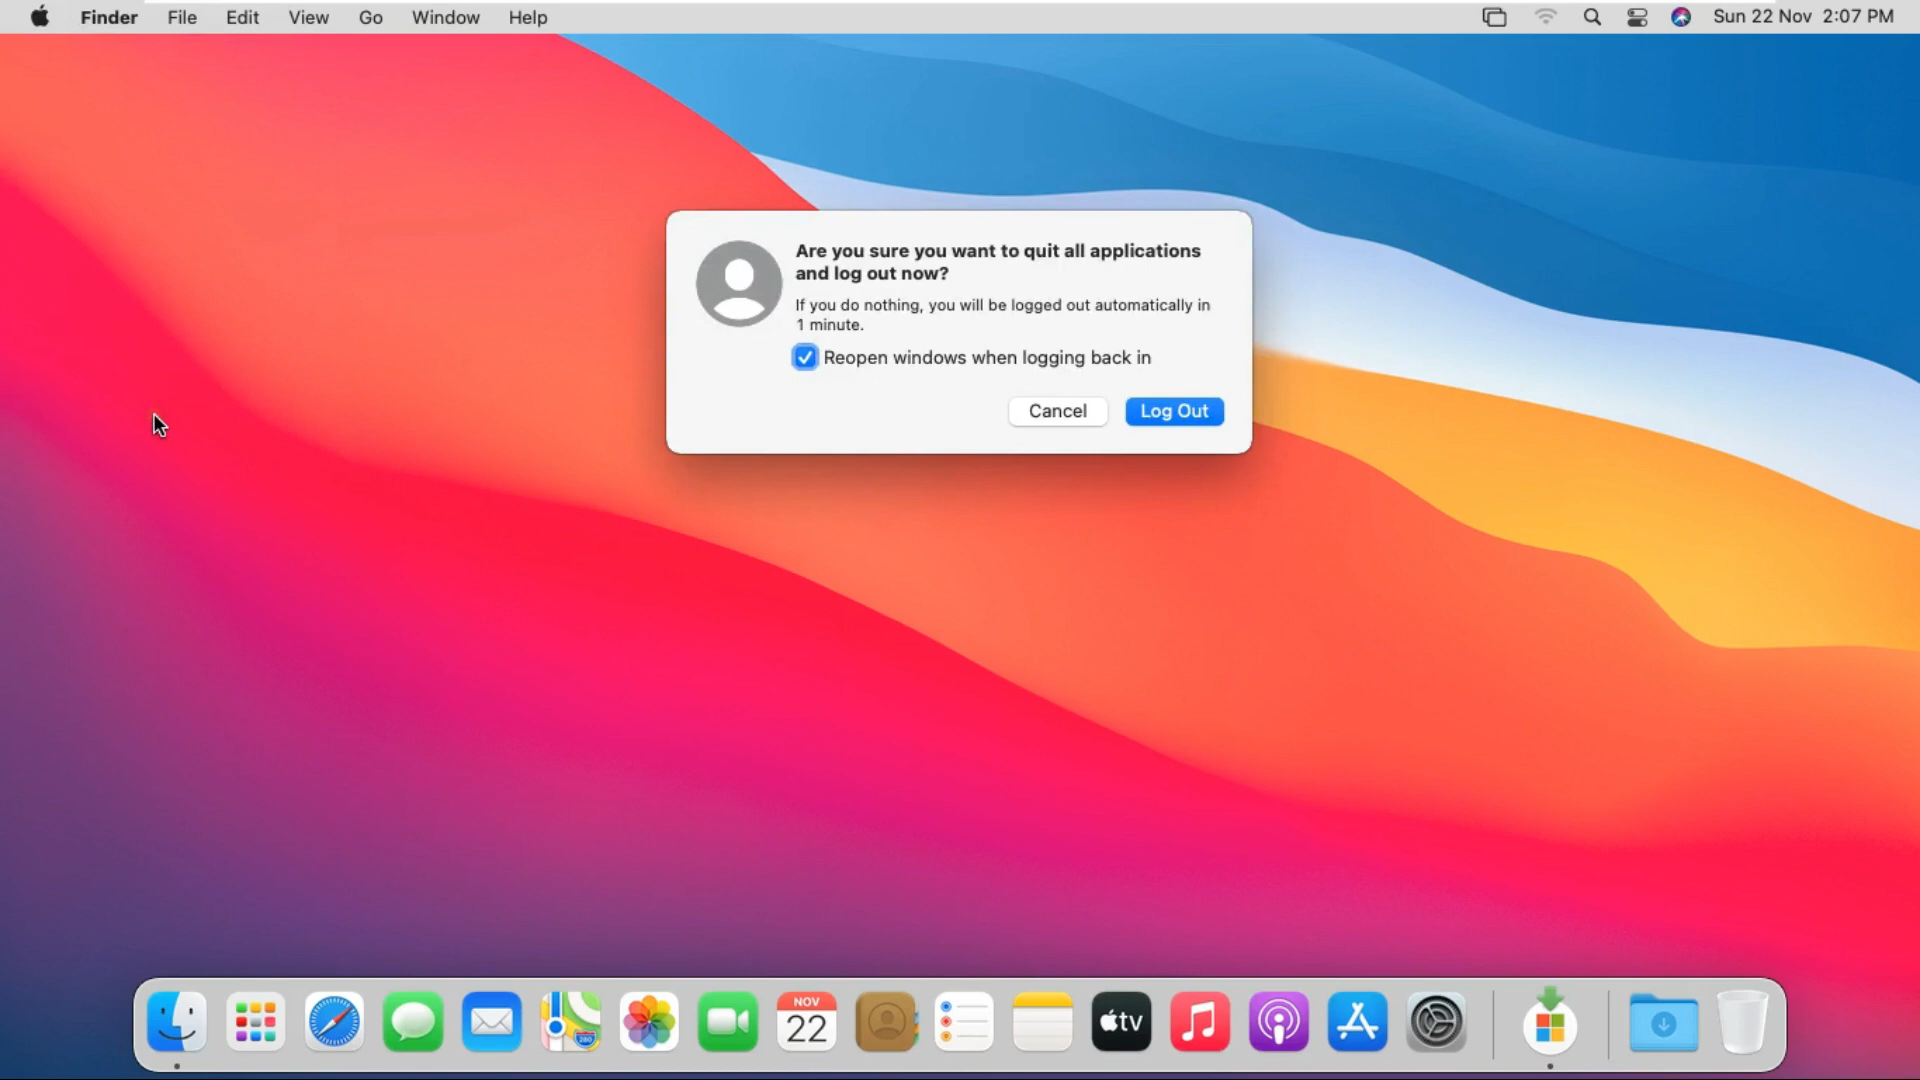 Finder File Edit View Go Window Help Sun 22 Nov 2:07 PM
Are you sure you want to quit all applications
and log out now?
If you do nothing, you will be logged out automatically in
1 minute.
Reopen windows when logging back in
Cancel Log Out
280
NOV
22
tv